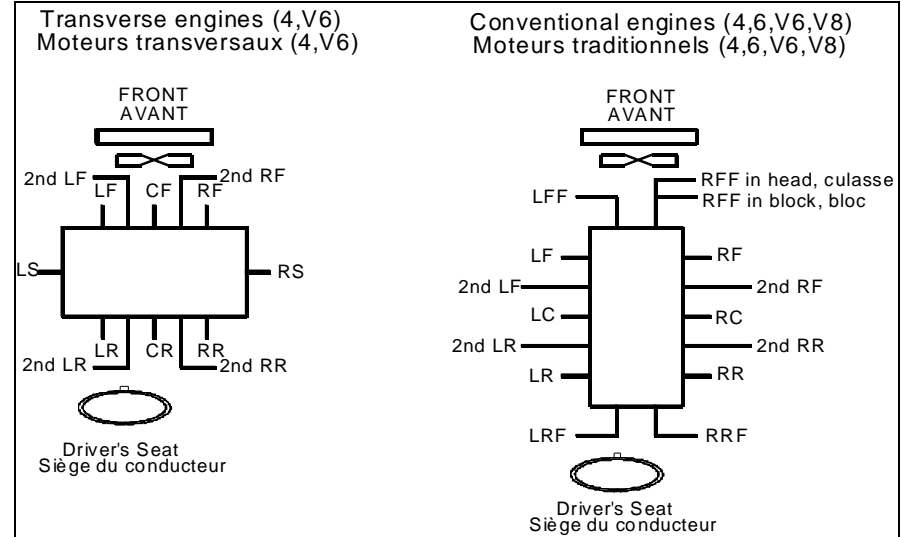 Transverse engines (4,V6)
Moteurs transversaux (4,V6)
FRONT
AVANT
2nd LF
LF
CF
RF
2nd RF
LS
RS
2nd LR
LR
CR
RR
2nd RR
Driver's Seat
Siège du conducteur
Conventional engines (4,6,V6,V8)
Moteurs traditionnels (4,6,V6,V8)
FRONT
AVANT
LFF
RFF in head, culasse
RFF in block, bloc
LF
RF
2nd LF
2nd RF
LC
RC
2nd LR
2nd RR
LR
RR
LRF
RRF
Driver's Seat
Siège du conducteur